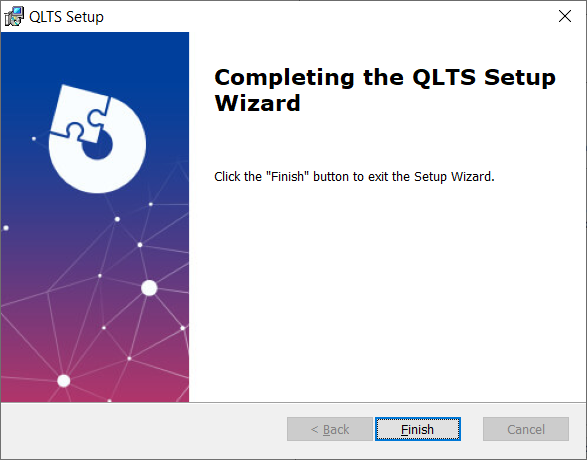 QLTS Setup
Completing the QLTS Setup
Wizard
Click the "Finish" button to exit the Setup Wizard.
< Back
Finish
Cancel